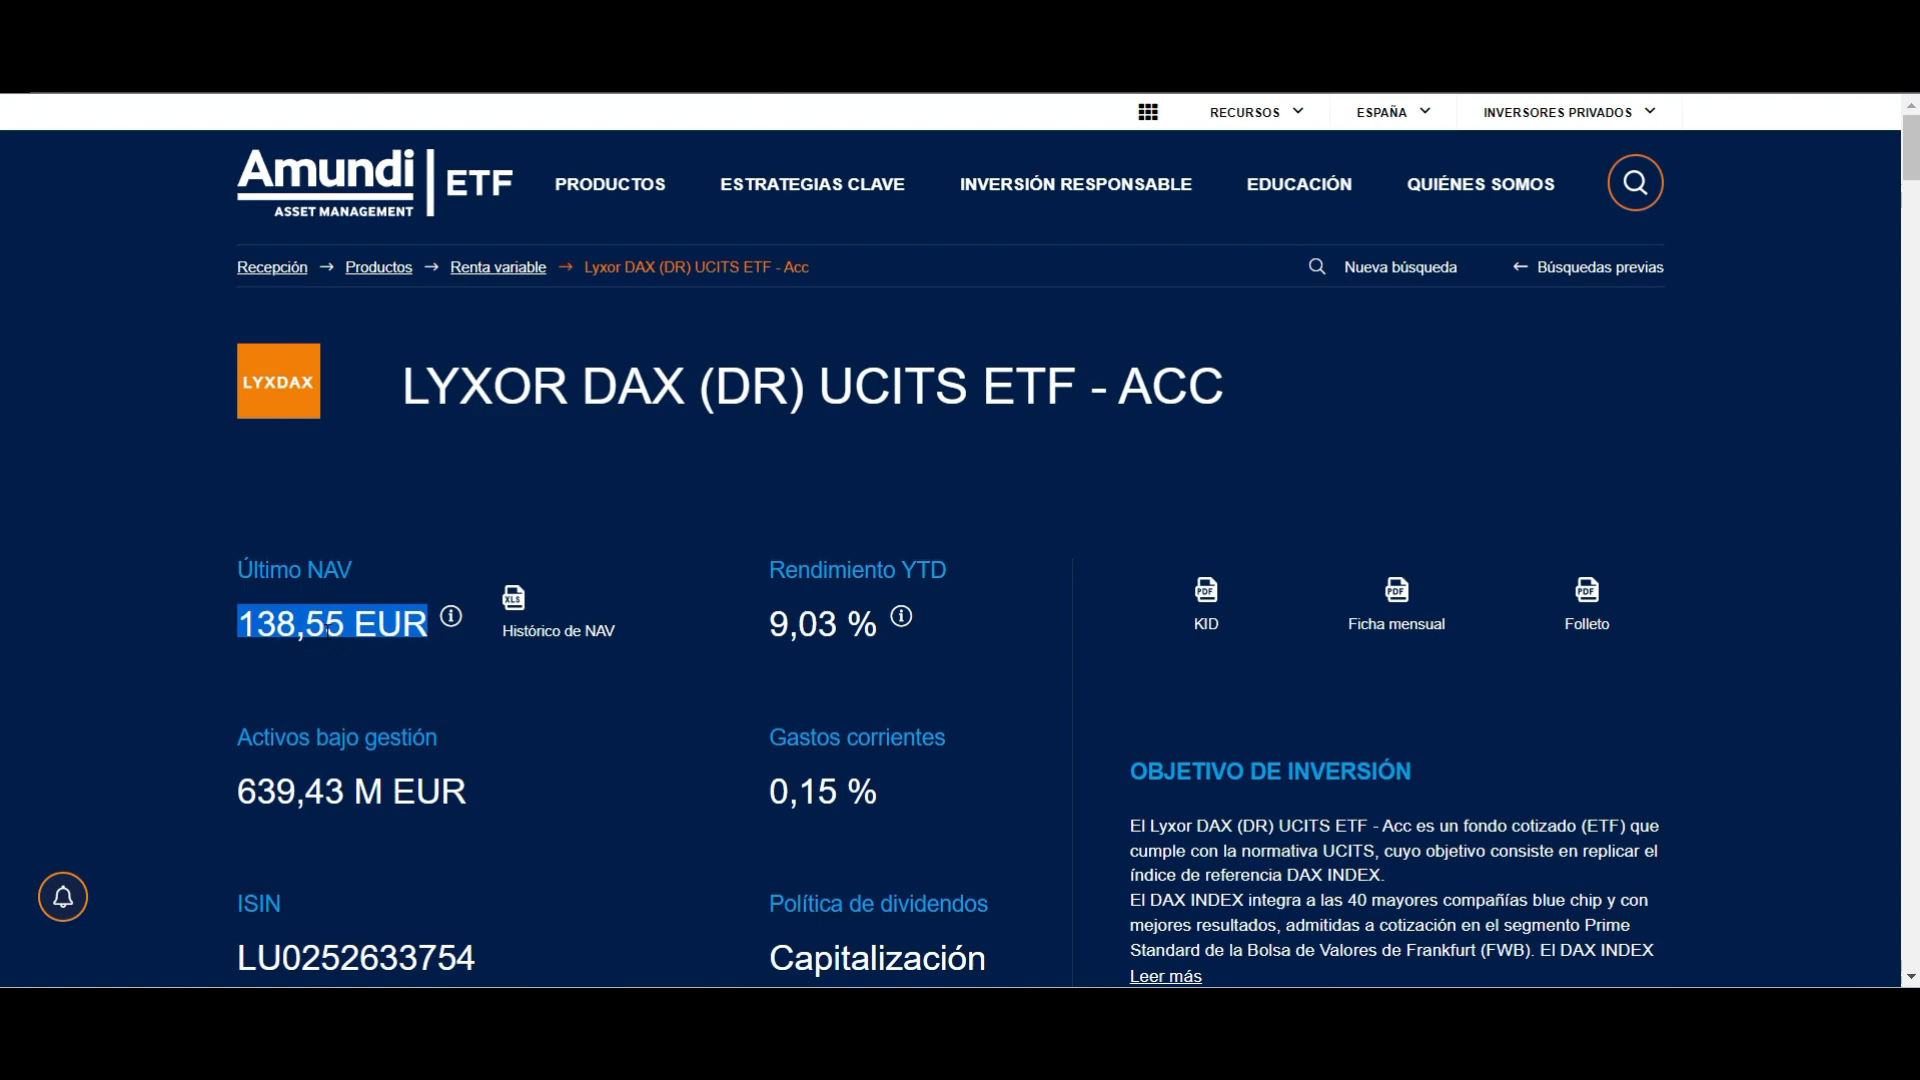 RECURSOS
ESPAÑA
INVERSORES PRIVADOS
Amundi
ASSET MANAGEMENT
ETF
PRODUCTOS
ESTRATEGIAS CLAVE
INVERSIÓN RESPONSABLE
EDUCACIÓN
QUIÉNES SOMOS
Recepción → Productos → Renta variable → Lyxor DAX (DR) UCITS ETF - Acc
Nueva búsqueda
← Búsquedas previas
LYXDAX
LYXOR DAX (DR) UCITS ETF - ACC
Último NAV
138,55 EUR
XLS
Histórico de NAV
Rendimiento YTD
9,03 %
PDF
KID
PDF
Ficha mensual
PDF
Folleto
Activos bajo gestión
639,43 M EUR
Gastos corrientes
0,15 %
ISIN
LU0252633754
Política de dividendos
Capitalización
OBJETIVO DE INVERSIÓN
El Lyxor DAX (DR) UCITS ETF - Acc es un fondo cotizado (ETF) que
cumple con la normativa UCITS, cuyo objetivo consiste en replicar el
índice de referencia DAX INDEX.
El DAX INDEX integra a las 40 mayores compañías blue chip y con
mejores resultados, admitidas a cotización en el segmento Prime
Standard de la Bolsa de Valores de Frankfurt (FWB). El DAX INDEX
Leer más